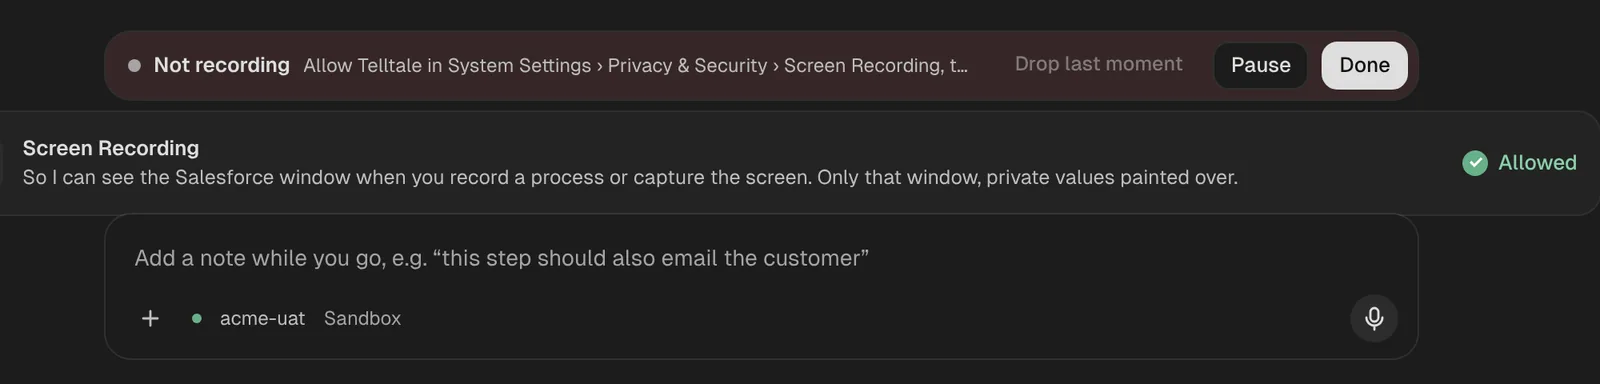 Not recording Allow Telltale in System Settings › Privacy & Security › Screen Recording, t… Drop last moment Pause Done
Screen Recording
So I can see the Salesforce window when you record a process or capture the screen. Only that window, private values painted over.
Allowed
Add a note while you go, e.g. “this step should also email the customer”
acme-uat Sandbox